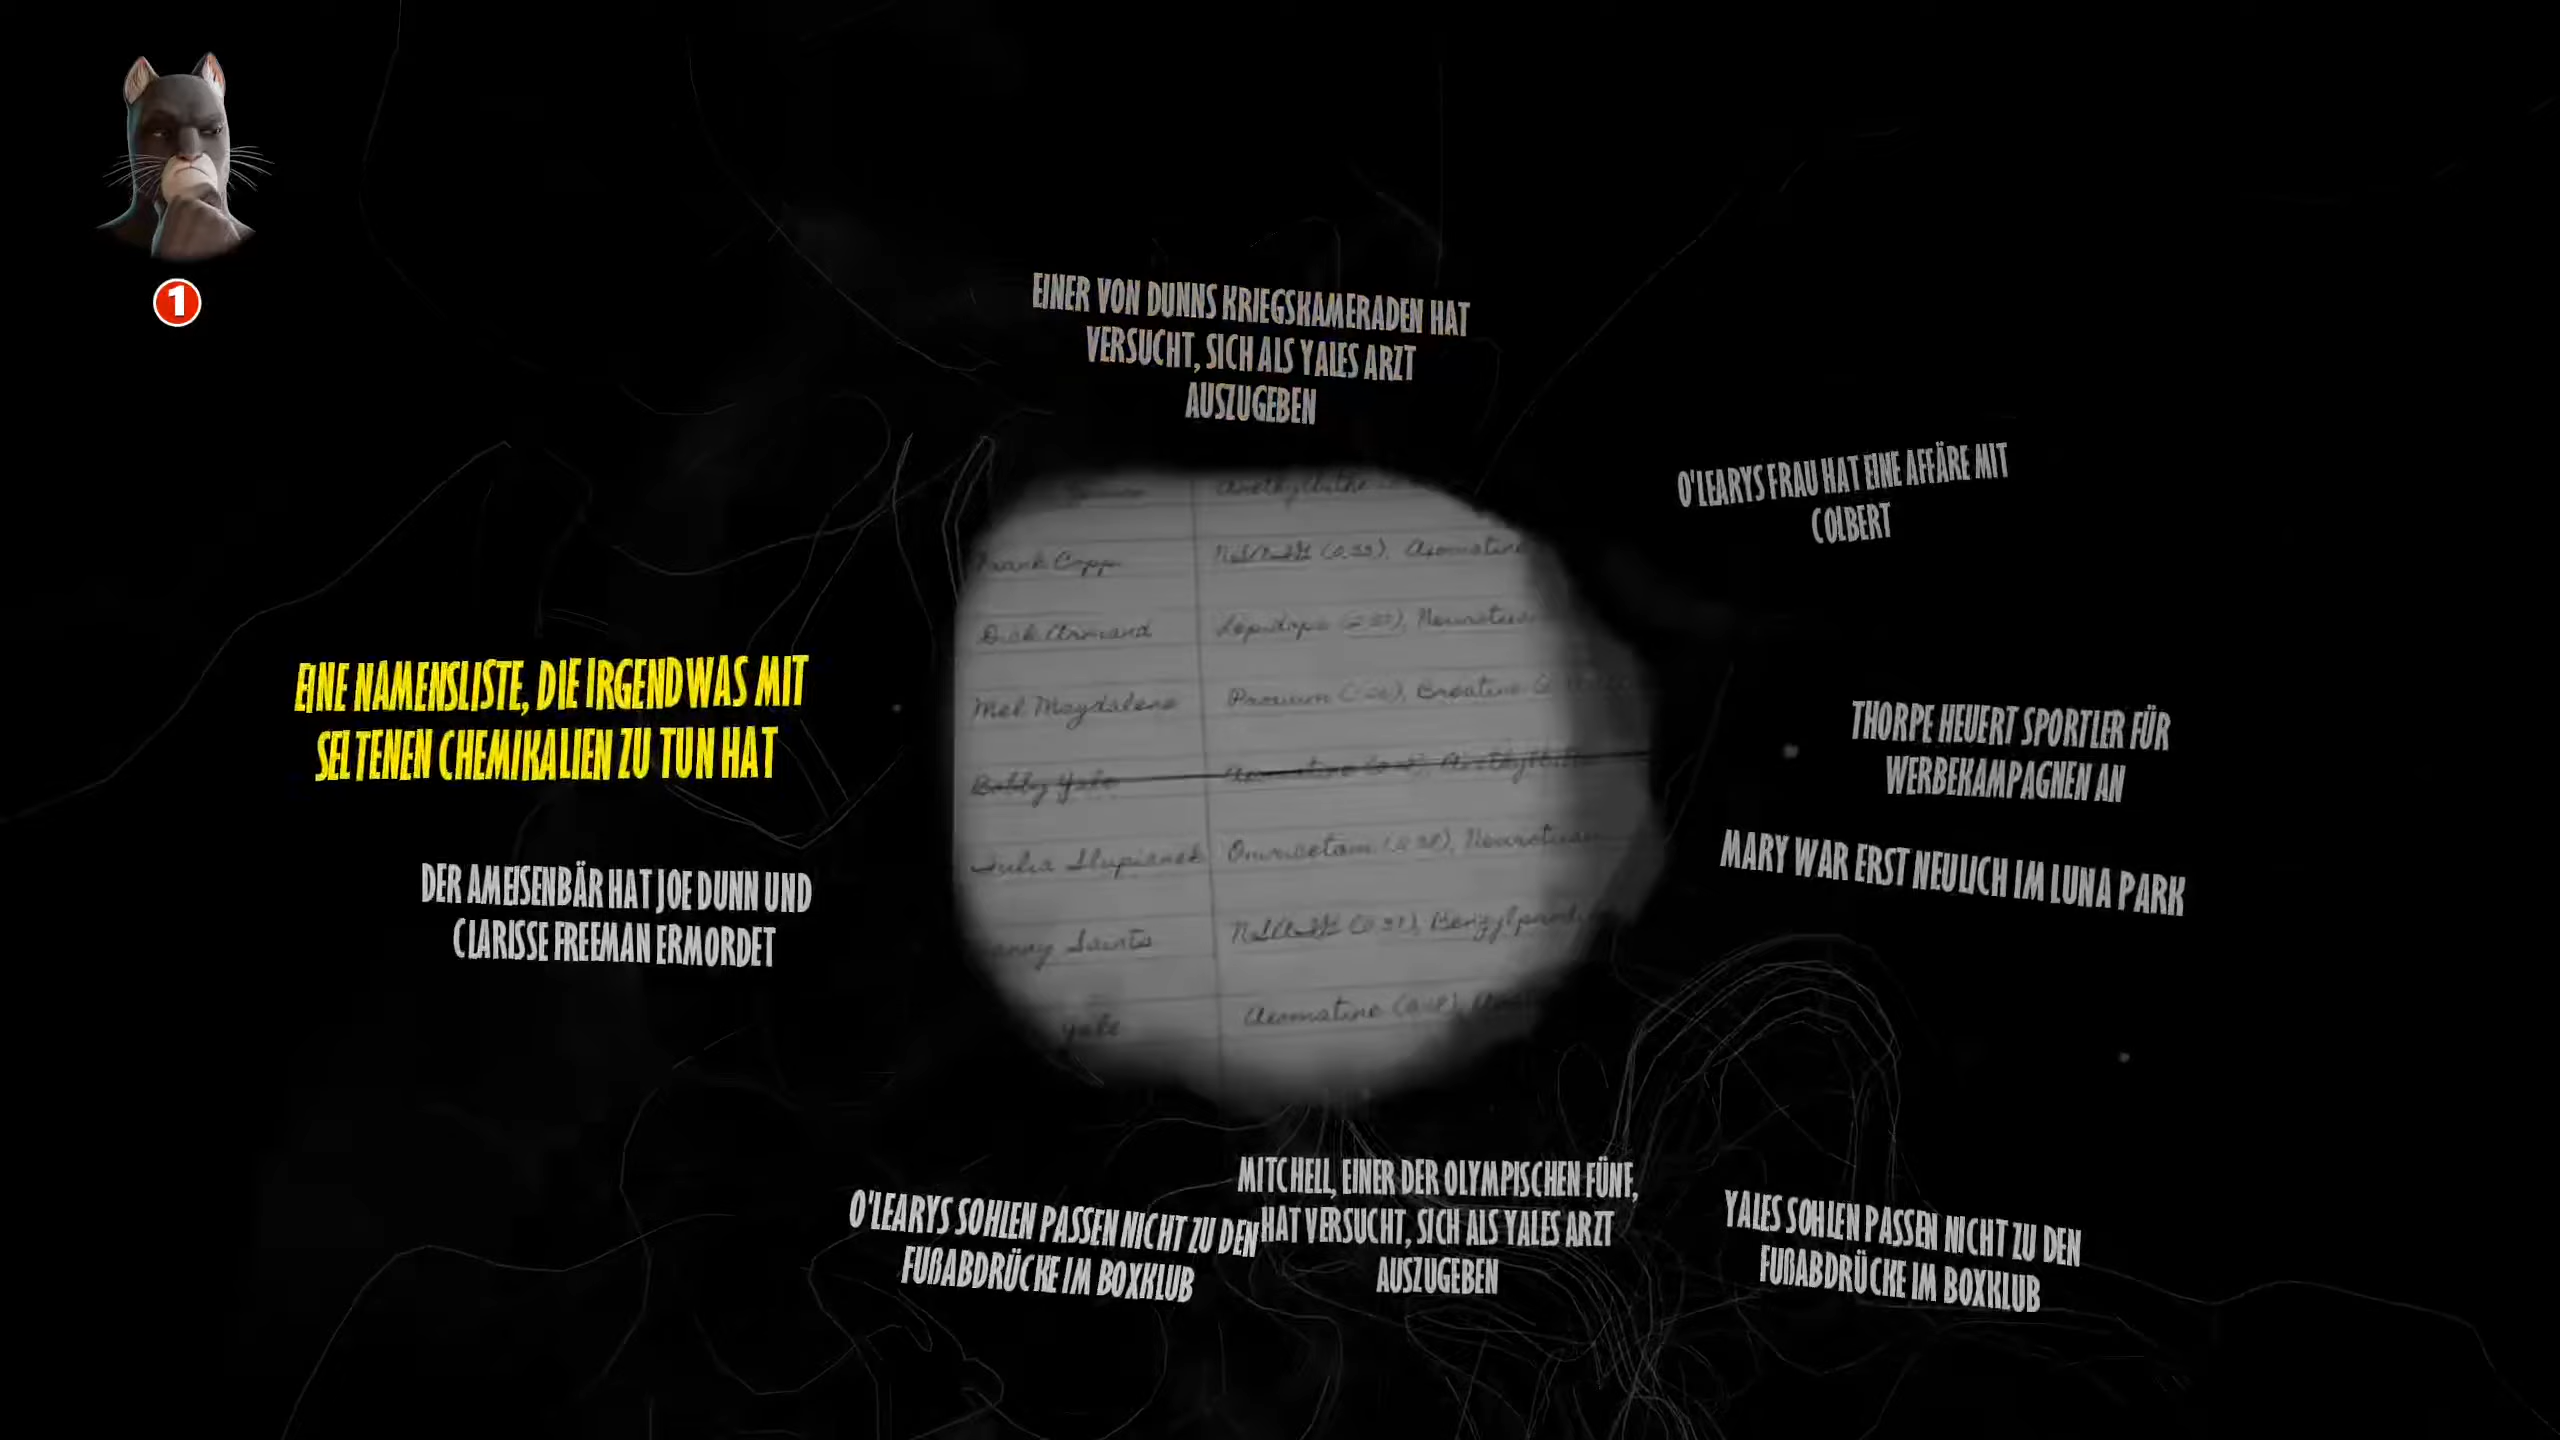 1
EINER VON DUNNS KRIEGSKAMERADEN HAT
VERSUCHT, SICH ALS YALES ARZT
AUSZUGEBEN
O'LEARYS FRAU HAT EINE AFFÄRE MIT
COLBERT
EINE NAMENSLISTE, DIE IRGENDWAS MIT
SELTENEN CHEMIKALIEN ZU TUN HAT
THORPE HEUERT SPORTLER FÜR
WERBEKAMPAGNEN AN
MARY WAR ERST NEULICH IM LUNA PARK
DER AMEISENBÄR HAT JOE DUNN UND
CLARISSE FREEMAN ERMORDET
Frank Capp
Dick Armand
Mel Magdalene
Bobby Yale
Saints
Yale
O'LEARYS SOHLEN PASSEN NICHT ZU DEN
FUßABDRÜCKE IM BOXKLUB
MITCHELL, EINER DER OLYMPISCHEN FÜNF,
HAT VERSUCHT, SICH ALS YALES ARZT
AUSZUGEBEN
YALES SOHLEN PASSEN NICHT ZU DEN
FUßABDRÜCKE IM BOXKLUB